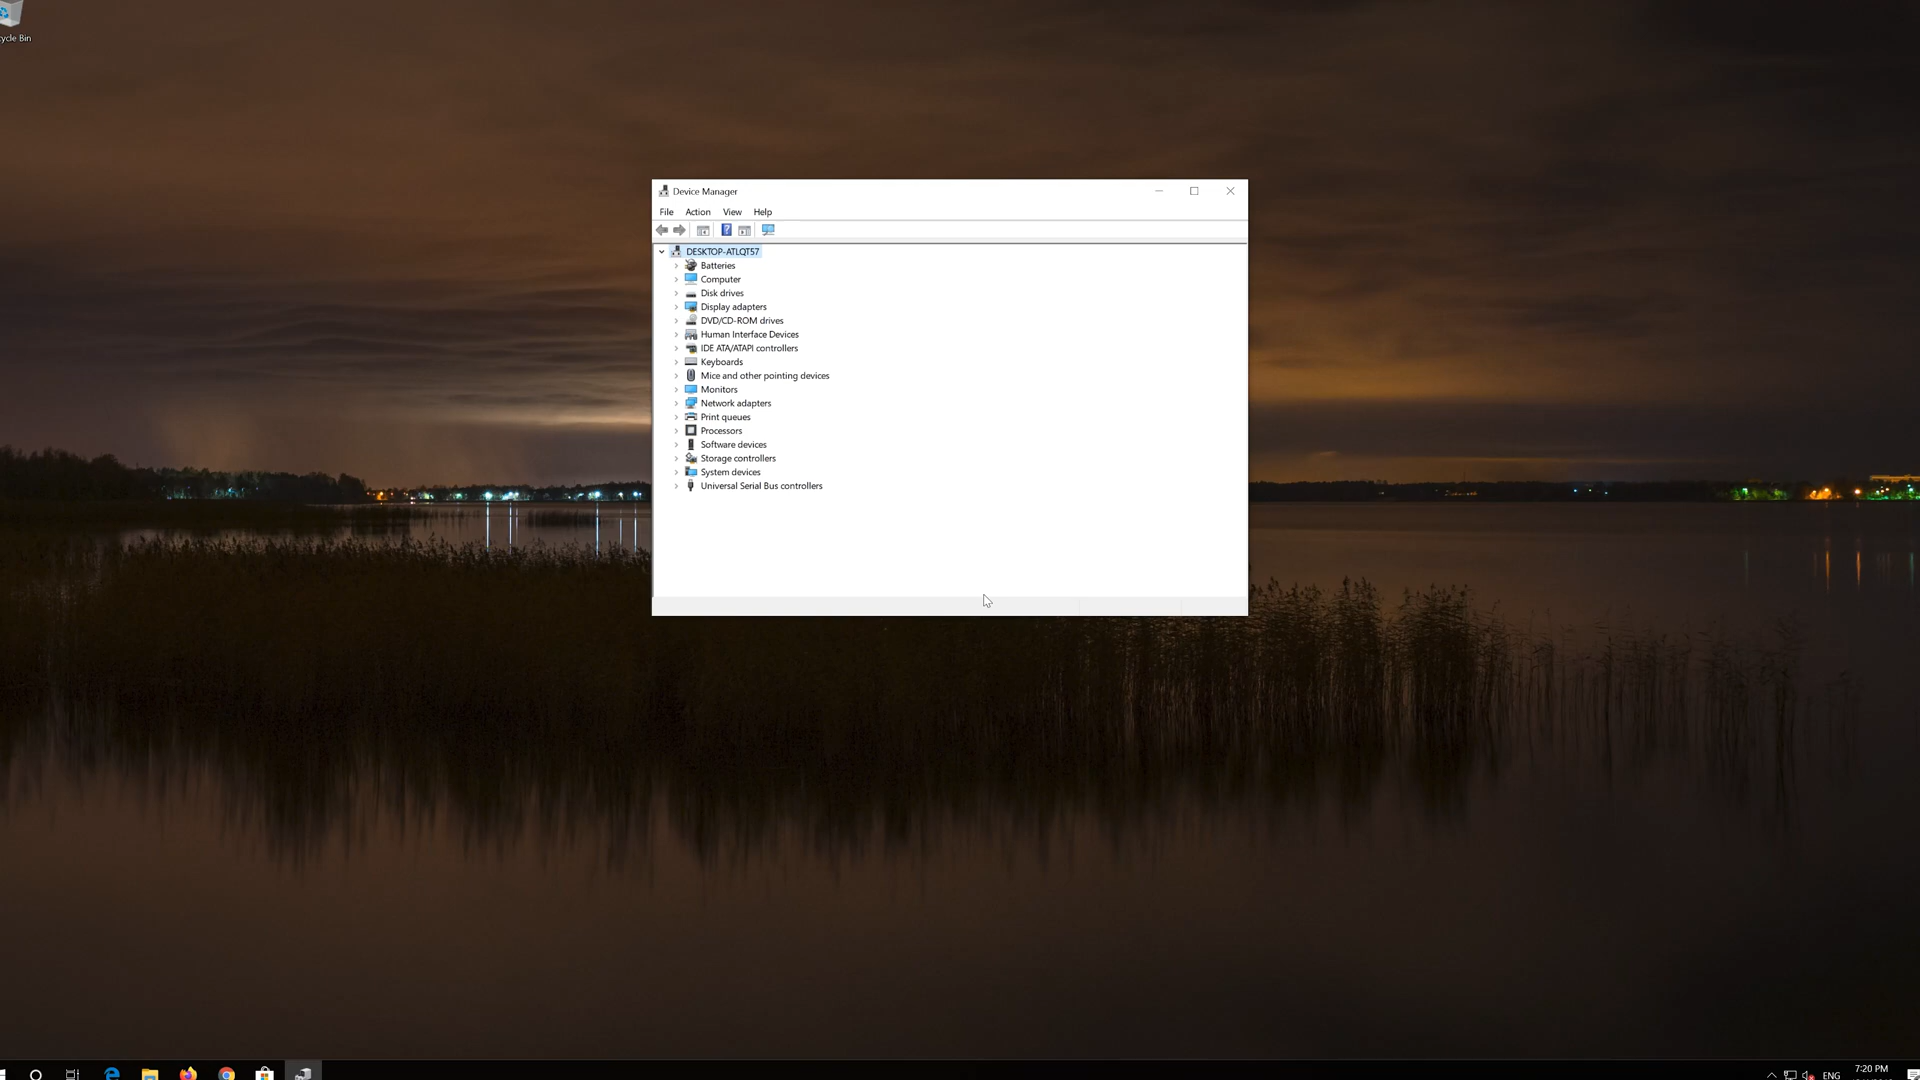 cycle Bin
Device Manager
File Action View Help
DESKTOP-ATLQT57
Batteries
Computer
Disk drives
Display adapters
DVD/CD-ROM drives
Human Interface Devices
IDE ATA/ATAPI controllers
Keyboards
Mice and other pointing devices
Monitors
Network adapters
Print queues
Processors
Software devices
Storage controllers
System devices
Universal Serial Bus controllers
ENG
7:20 PM